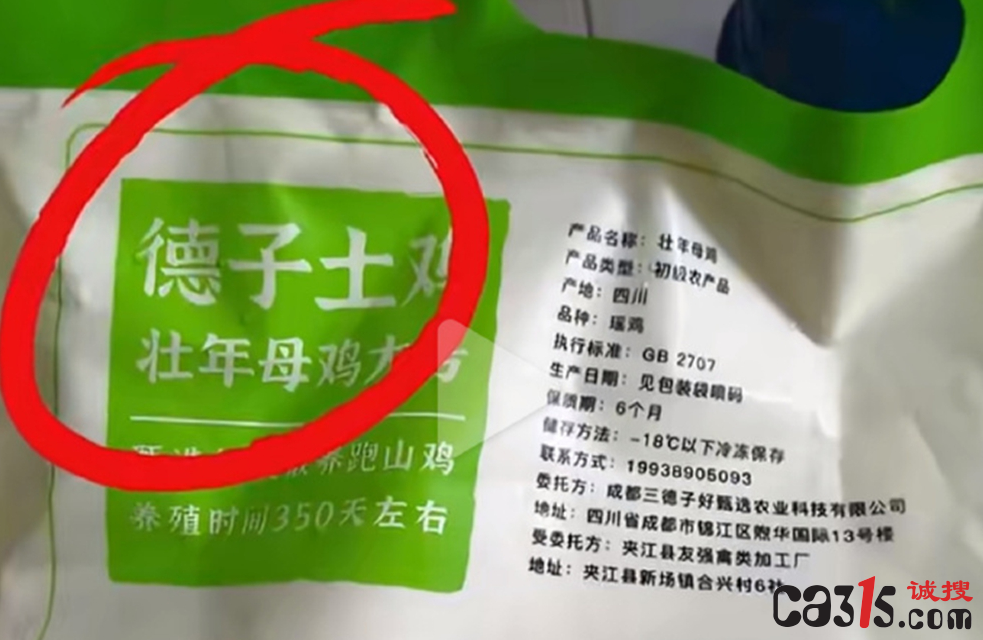 德子土鸡
壮年母鸡
养跑山鸡
养殖时间350天左右
产品名称：壮年母鸡
产品类型：初级农产品
产地：四川
品种：瑶鸡
执行标准：GB 2707
生产日期：见包装袋喷码
保质期：6个月
储存方法：-18℃以下冷冻保存
联系方式：19938905093
委托方：成都三德子好甄选农业科技有限公司
地址：四川省成都市锦江区煦华国际13号楼
受委托方：夹江县友强禽类加工厂
地址：夹江县新场镇合兴村6社
ca315.com
诚搜